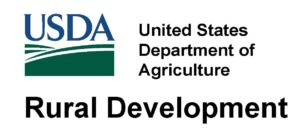 USDA
United States
Department of
Agriculture
Rural Development